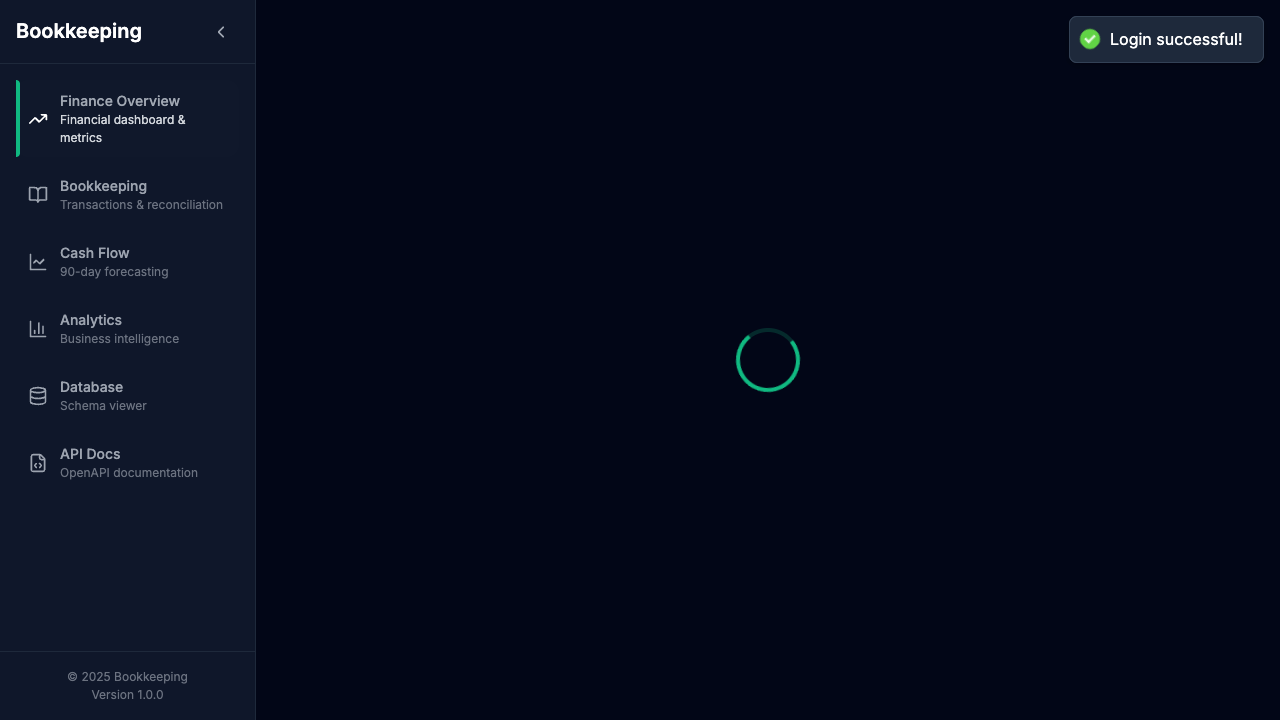 Bookkeeping
Login successful!
Finance Overview
Financial dashboard &
metrics
Bookkeeping
Transactions & reconciliation
Cash Flow
90-day forecasting
Analytics
Business intelligence
Database
Schema viewer
API Docs
OpenAPI documentation
© 2025 Bookkeeping
Version 1.0.0